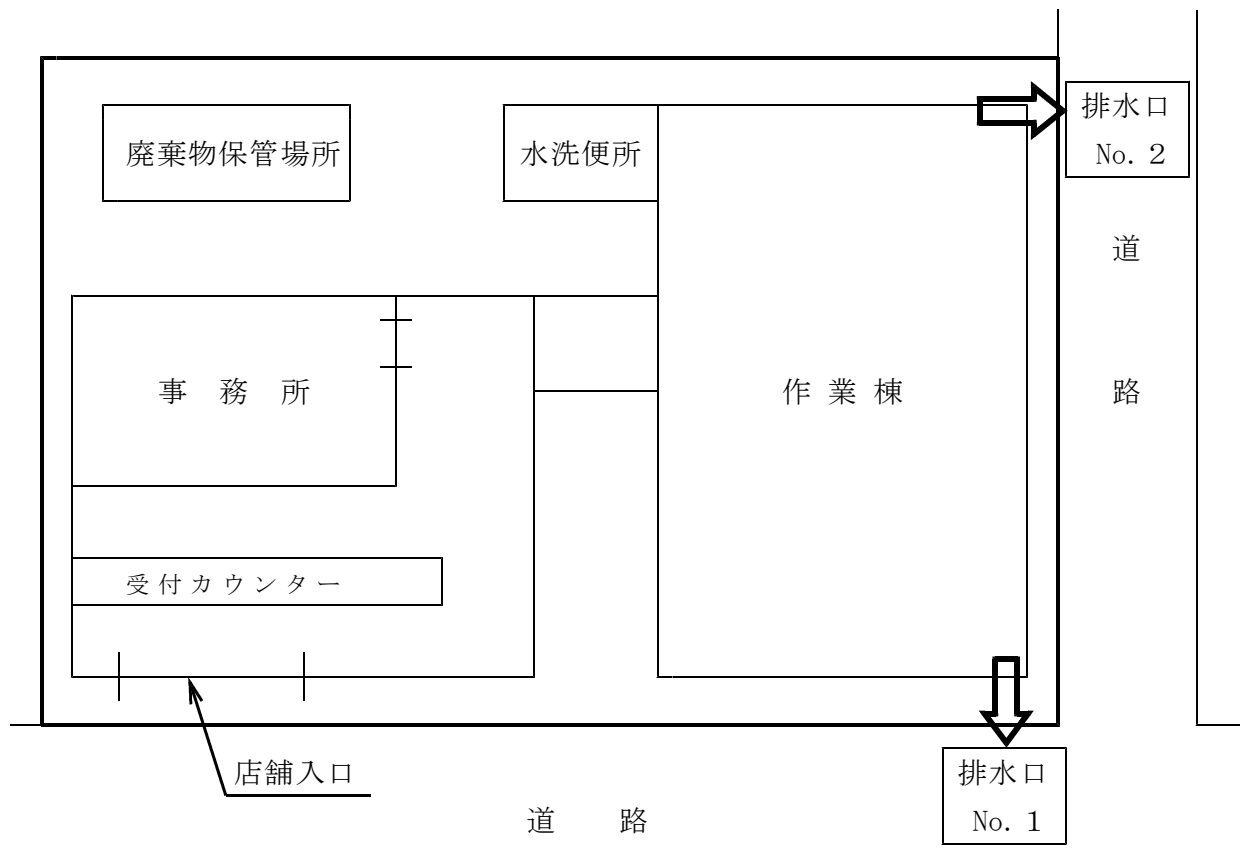 排水口
No. 2
廃棄物保管場所
水洗便所
道
事 務 所
作 業 棟
路
受付カウンター
店舗入口
排水口
No. 1
道 路